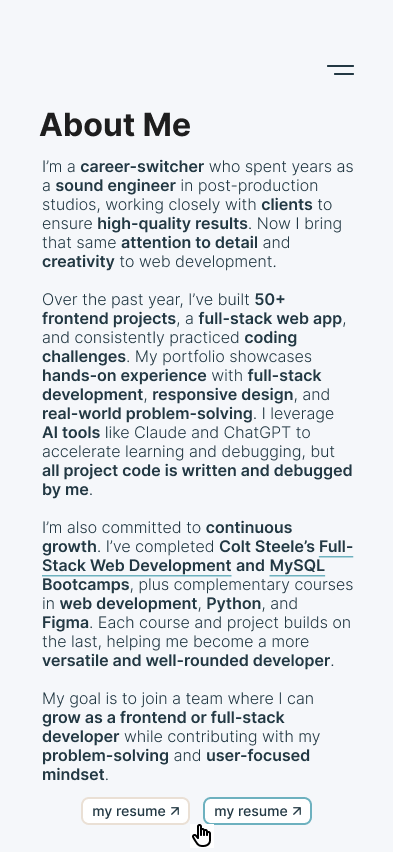 About Me
I’m a career-switcher who spent years as
a sound engineer in post-production
studios, working closely with clients to
ensure high-quality results. Now I bring
that same attention to detail and
creativity to web development.
Over the past year, I’ve built 50+
frontend projects, a full-stack web app,
and consistently practiced coding
challenges. My portfolio showcases
hands-on experience with full-stack
development, responsive design, and
real-world problem-solving. I leverage
AI tools like Claude and ChatGPT to
accelerate learning and debugging, but
all project code is written and debugged
by me.
I’m also committed to continuous
growth. I’ve completed Colt Steele’s Full-
Stack Web Development and MySQL
Bootcamps, plus complementary courses
in web development, Python, and
Figma. Each course and project builds on
the last, helping me become a more
versatile and well-rounded developer.
My goal is to join a team where I can
grow as a frontend or full-stack
developer while contributing with my
problem-solving and user-focused
mindset.
my resume
my resume